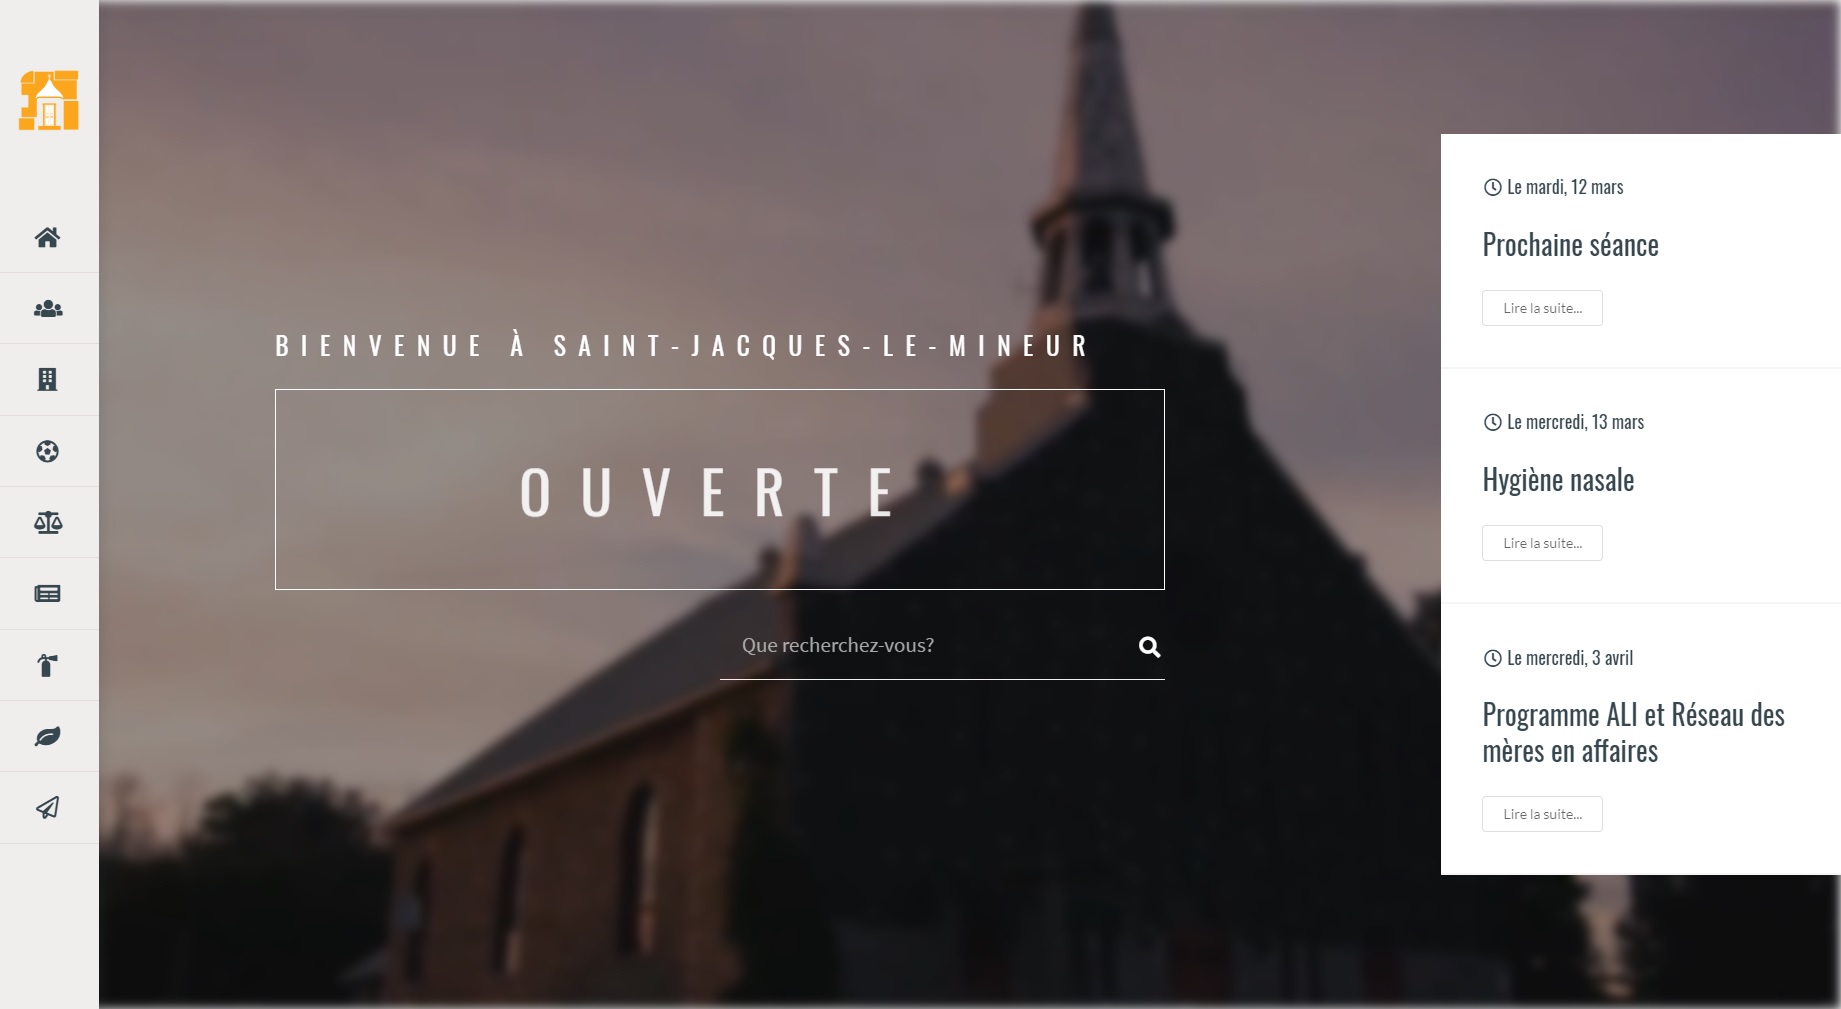 BIENVENUE À SAINT-JACQUES-LE-MINEUR
OUVERTE
Que recherchez-vous?
Le mardi, 12 mars
Prochaine séance
Lire la suite...
Le mercredi, 13 mars
Hygiène nasale
Lire la suite...
Le mercredi, 3 avril
Programme ALI et Réseau des
mères en affaires
Lire la suite...